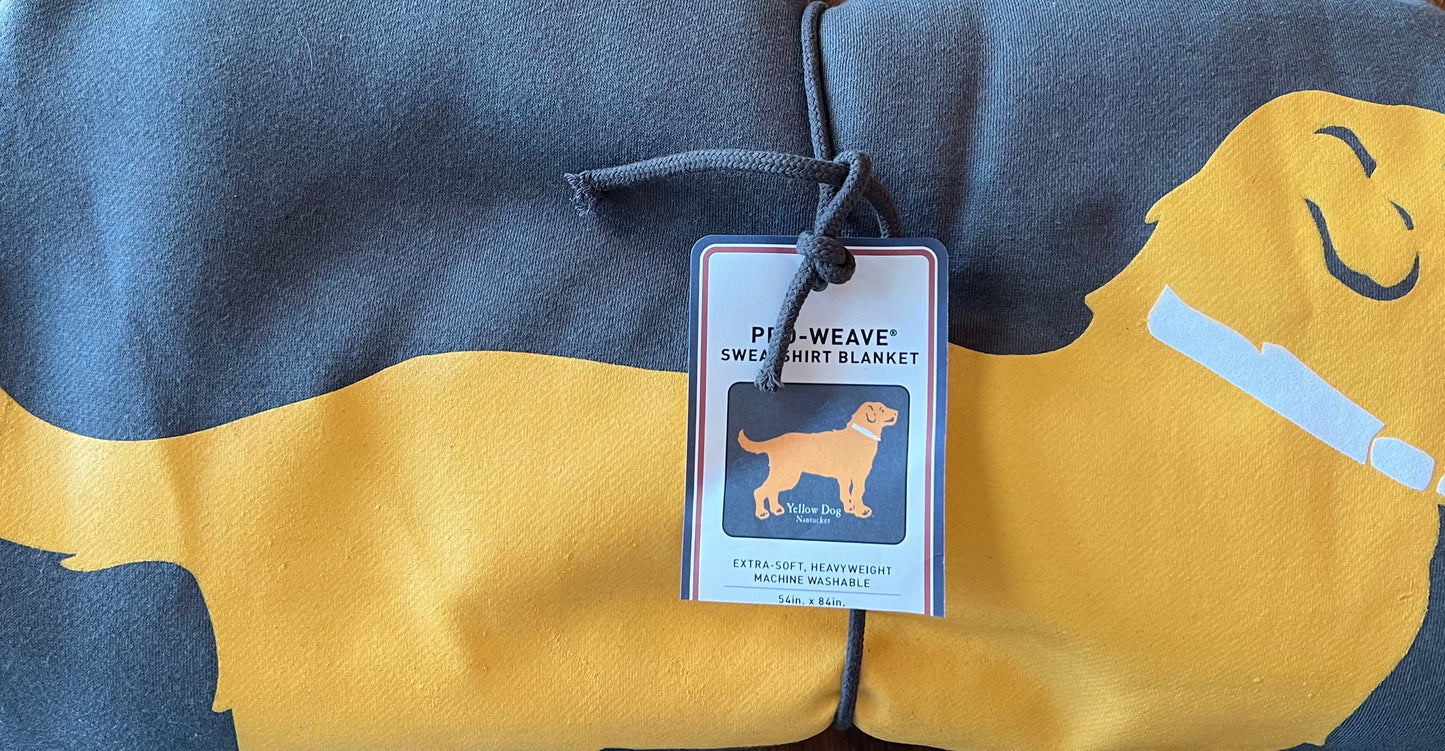 PRO-WEAVE®
SWEATSHIRT BLANKET
Yellow Dog
Nantucket
EXTRA-SOFT, HEAVYWEIGHT
MACHINE WASHABLE
54in. x 84in.